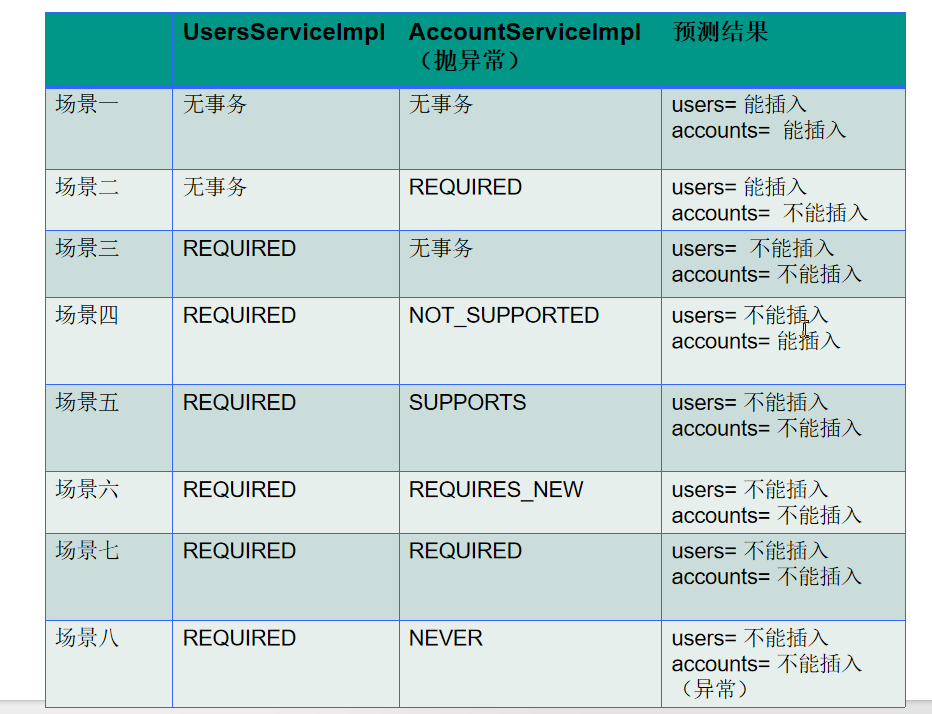 UsersServiceImpl AccountServiceImpl 预测结果
（抛异常）
场景一 无事务 无事务 users= 能插入
accounts= 能插入
场景二 无事务 REQUIRED users= 能插入
accounts= 不能插入
场景三 REQUIRED 无事务 users= 不能插入
accounts= 不能插入
场景四 REQUIRED NOT_SUPPORTED users= 不能插入
accounts= 能插入
场景五 REQUIRED SUPPORTS users= 不能插入
accounts= 不能插入
场景六 REQUIRED REQUIRES_NEW users= 不能插入
accounts= 不能插入
场景七 REQUIRED REQUIRED users= 不能插入
accounts= 不能插入
场景八 REQUIRED NEVER users= 不能插入
accounts= 不能插入
（异常）